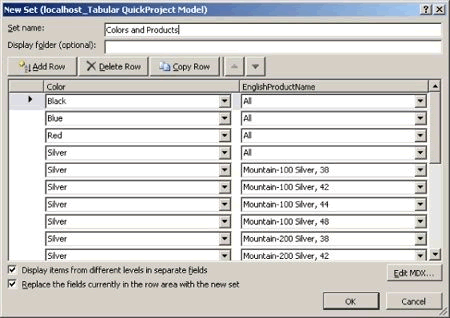 New Set (localhost_Tabular QuickProject Model)
Set name: Colors and Products
Display folder (optional):
Add Row Delete Row Copy Row
Color EnglishProductName
Black All
Blue All
Red All
Silver All
Silver Mountain-100 Silver, 38
Silver Mountain-100 Silver, 42
Silver Mountain-100 Silver, 44
Silver Mountain-100 Silver, 48
Silver Mountain-200 Silver, 38
Silver Mountain-200 Silver, 42
Display items from different levels in separate fields
Edit MDX...
Replace the fields currently in the row area with the new set
OK Cancel